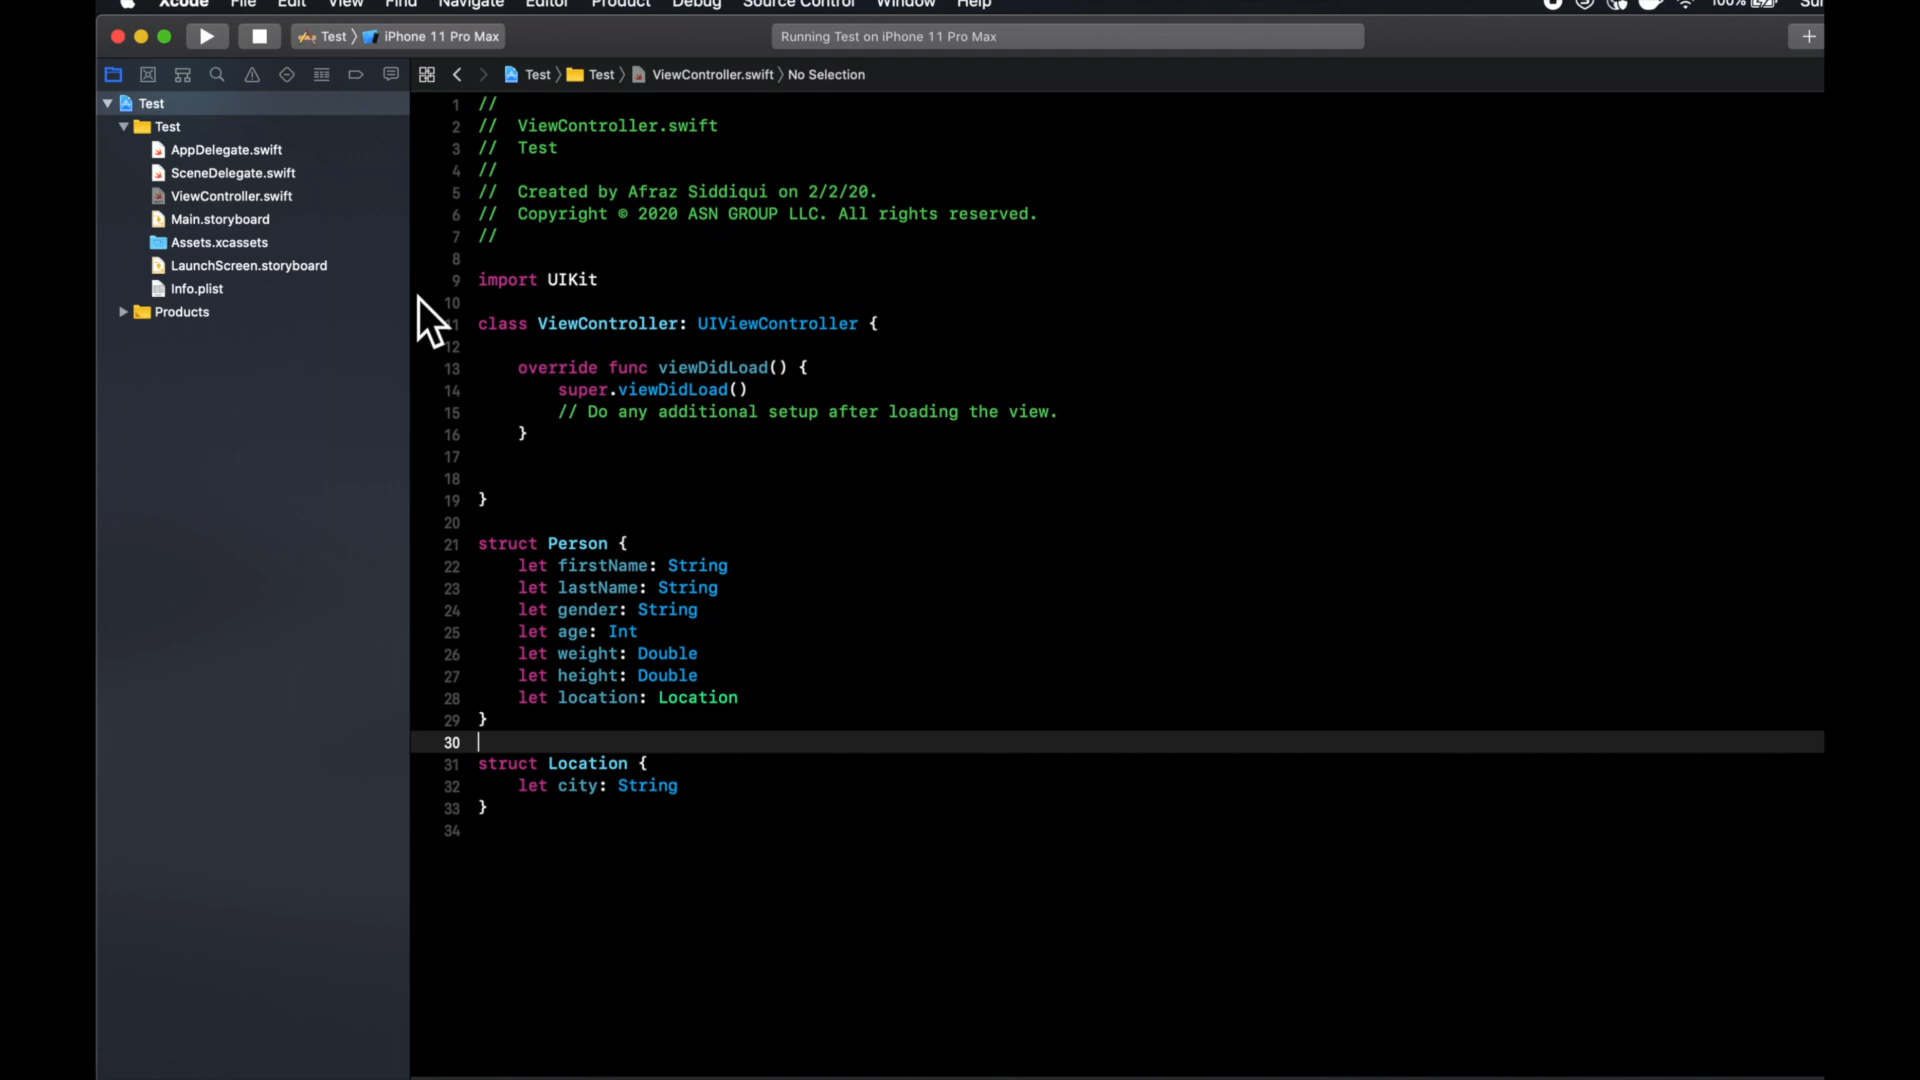 Xcode File Edit View Find Navigate Editor Product Debug Source Control Window Help 100%
Test iPhone 11 Pro Max Running Test on iPhone 11 Pro Max
Test Test ViewController.swift No Selection
Test
Test
AppDelegate.swift
SceneDelegate.swift
ViewController.swift
Main.storyboard
Assets.xcassets
LaunchScreen.storyboard
Info.plist
Products
1 //
2 // ViewController.swift
3 // Test
4 //
5 // Created by Afraz Siddiqui on 2/2/20.
6 // Copyright © 2020 ASN GROUP LLC. All rights reserved.
7 //
8
9 import UIKit
10
11 class ViewController: UIViewController {
12
13 override func viewDidLoad() {
14 super.viewDidLoad()
15 // Do any additional setup after loading the view.
16 }
17
18
19 }
20
21 struct Person {
22 let firstName: String
23 let lastName: String
24 let gender: String
25 let age: Int
26 let weight: Double
27 let height: Double
28 let location: Location
29 }
30
31 struct Location {
32 let city: String
33 }
34